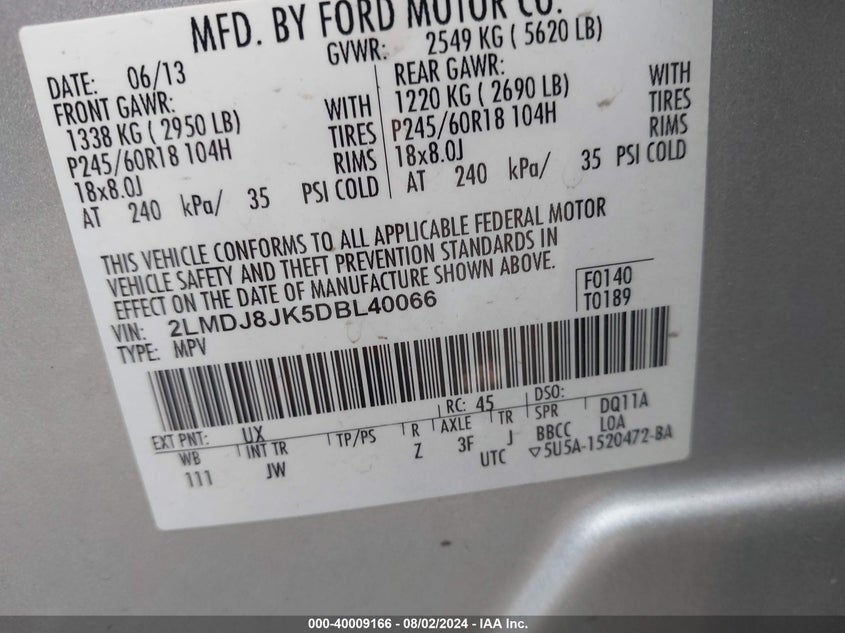 MFD. BY FORD MOTOR CO.
DATE: 06/13 GVWR: 2549 KG ( 5620 LB)
FRONT GAWR: REAR GAWR:
1338 KG ( 2950 LB) WITH 1220 KG ( 2690 LB) WITH
P245/60R18 104H TIRES P245/60R18 104H TIRES
18x8.0J RIMS 18x8.0J RIMS
AT 240 kPa/ 35 PSI COLD AT 240 kPa/ 35 PSI COLD
THIS VEHICLE CONFORMS TO ALL APPLICABLE FEDERAL MOTOR
VEHICLE SAFETY AND THEFT PREVENTION STANDARDS IN
EFFECT ON THE DATE OF MANUFACTURE SHOWN ABOVE.
VIN: 2LMDJ8JK5DBL40066 F0140
TYPE: MPV T0189
EXT PNT: UX RC: 45 DSO:
WB INT TR TP/PS R AXLE TR SPR DQ11A
111 JW Z 3F J BBCC LOA
UTC ▽5U5A-1520472-BA
000-40009166 - 08/02/2024 - IAA Inc.